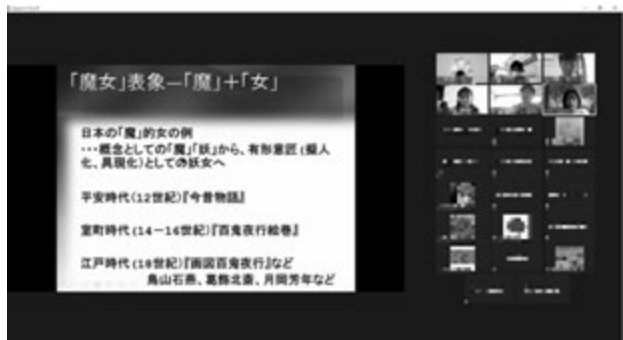 「魔女」表象―「魔」＋「女」
日本の「魔」的女の例
…概念としての「魔」「妖」から、有形意匠(擬人
化、具現化)としての妖女へ
平安時代(12世紀)『今昔物語』
室町時代(14－16世紀)『百鬼夜行絵巻』
江戸時代(18世紀)『画図百鬼夜行』など
鳥山石燕、葛飾北斎、月岡芳年など